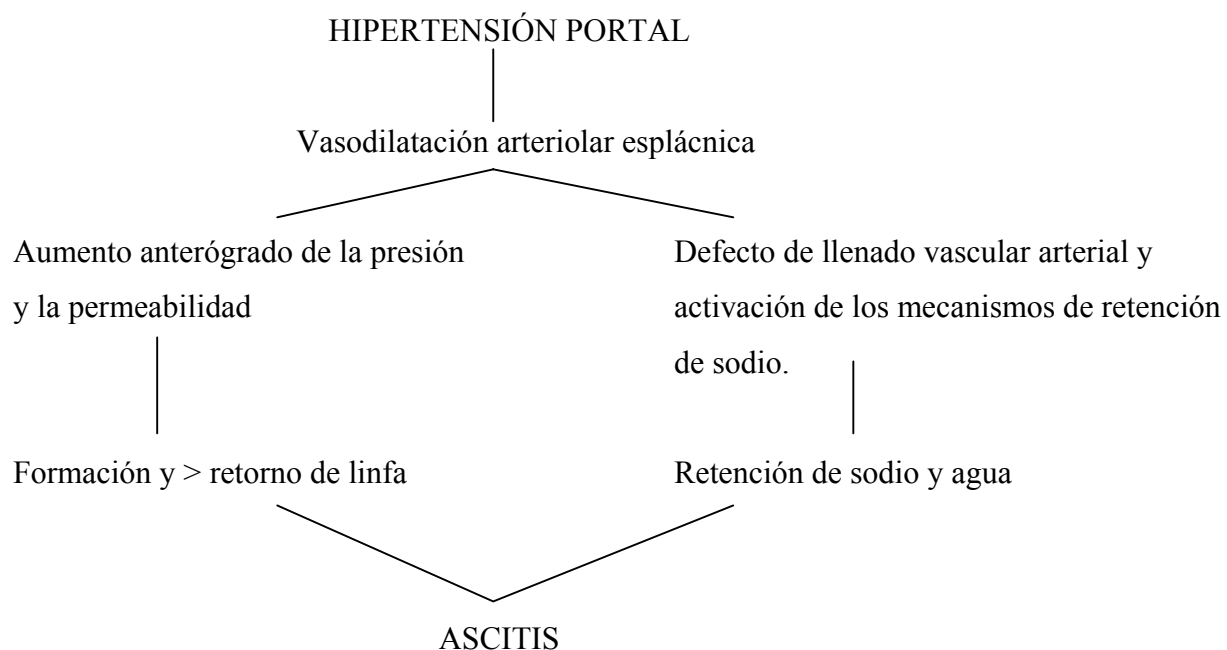 HIPERTENSIÓN PORTAL
Vasodilatación arteriolar esplácnica
Aumento anterógrado de la presión
y la permeabilidad
Defecto de llenado vascular arterial y
activación de los mecanismos de retención
de sodio.
Formación y > retorno de linfa
Retención de sodio y agua
ASCITIS